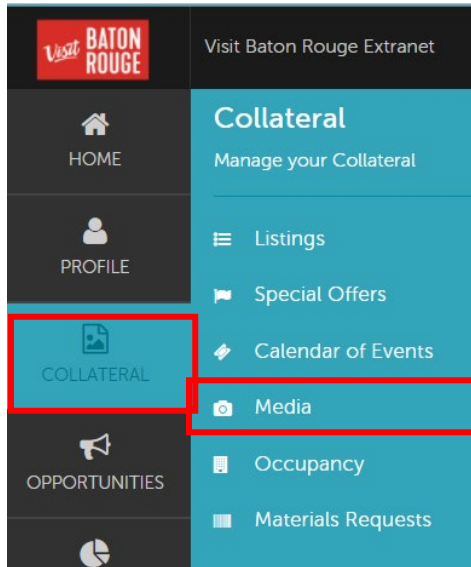 Visit BATON
ROUGE
Visit Baton Rouge Extranet
HOME
PROFILE
COLLATERAL
OPPORTUNITIES
Collateral
Manage your Collateral
Listings
Special Offers
Calendar of Events
Media
Occupancy
Materials Requests